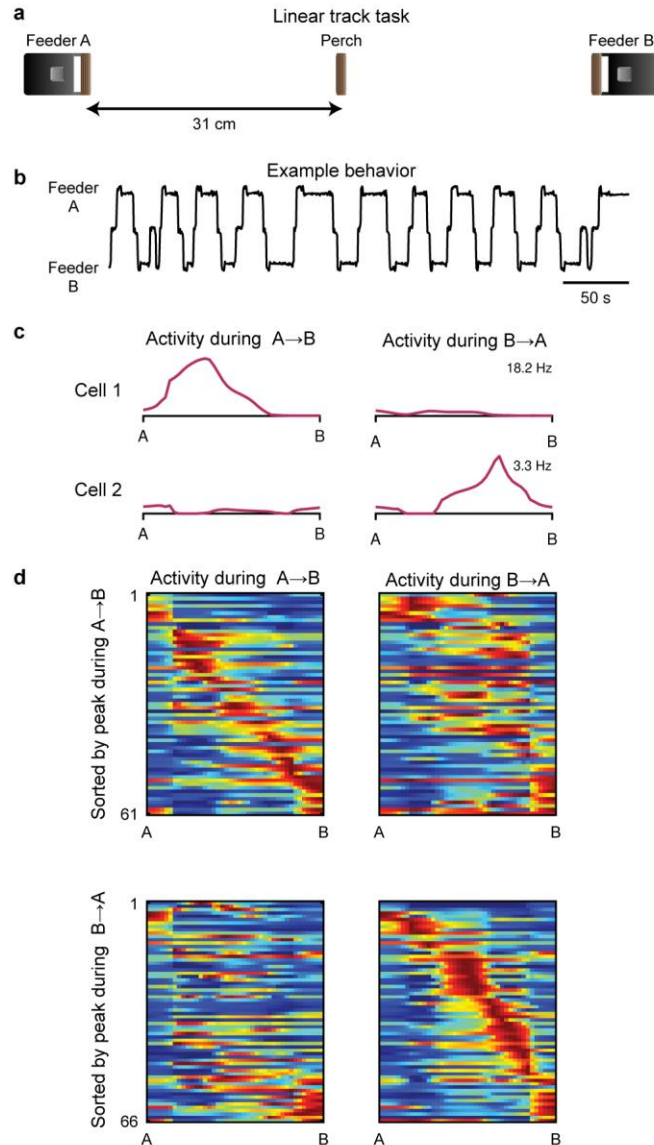 a
Linear track task
Feeder A
Perch
Feeder B
31 cm
b
Example behavior
Feeder
A
Feeder
B
50 s
c
Activity during A→B
Activity during B→A
Cell 1
18.2 Hz
A
B
A
B
Cell 2
3.3 Hz
A
B
A
B
d
Activity during A→B
Activity during B→A
Sorted by peak during A→B
1
61
A
B
A
B
Sorted by peak during B→A
1
66
A
B
A
B